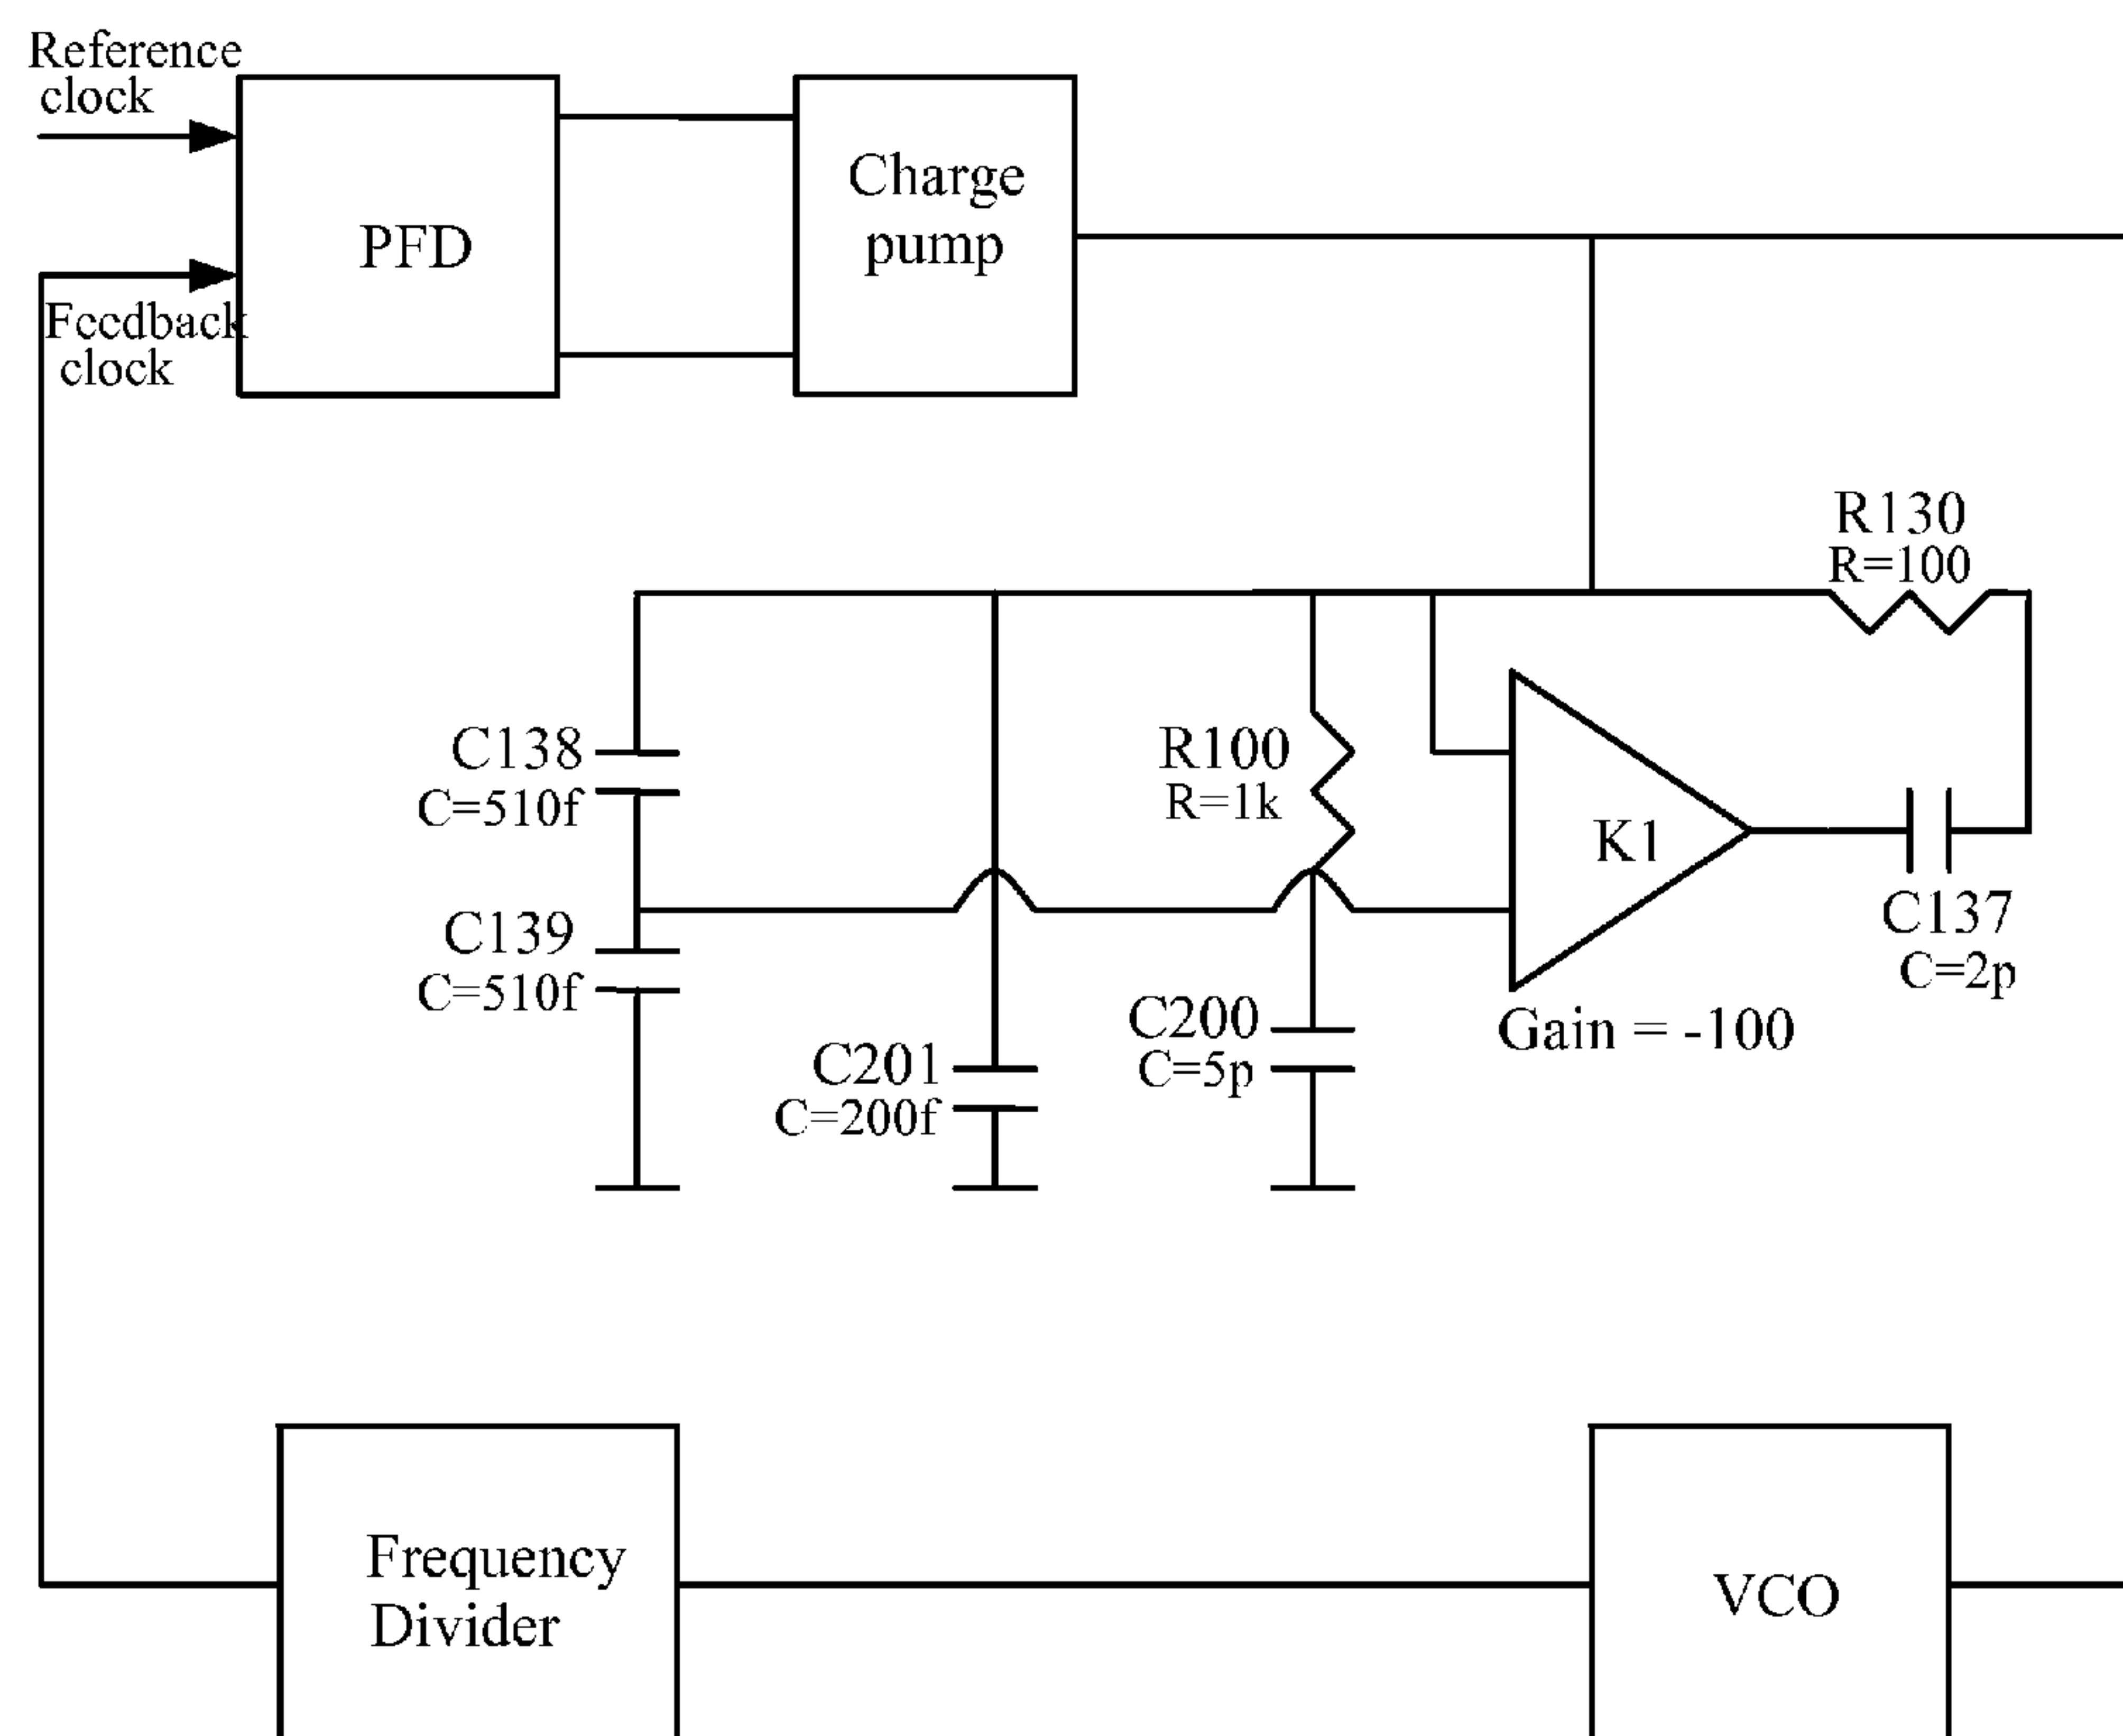 Reference
clock
PFD
Charge
pump
Feedback
clock
R130
R=100
C138
C=510f
R100
R=1k
K1
C139
C=510f
C137
C=2p
C200
C=5p
Gain = -100
C201
C=200f
Frequency
Divider
VCO